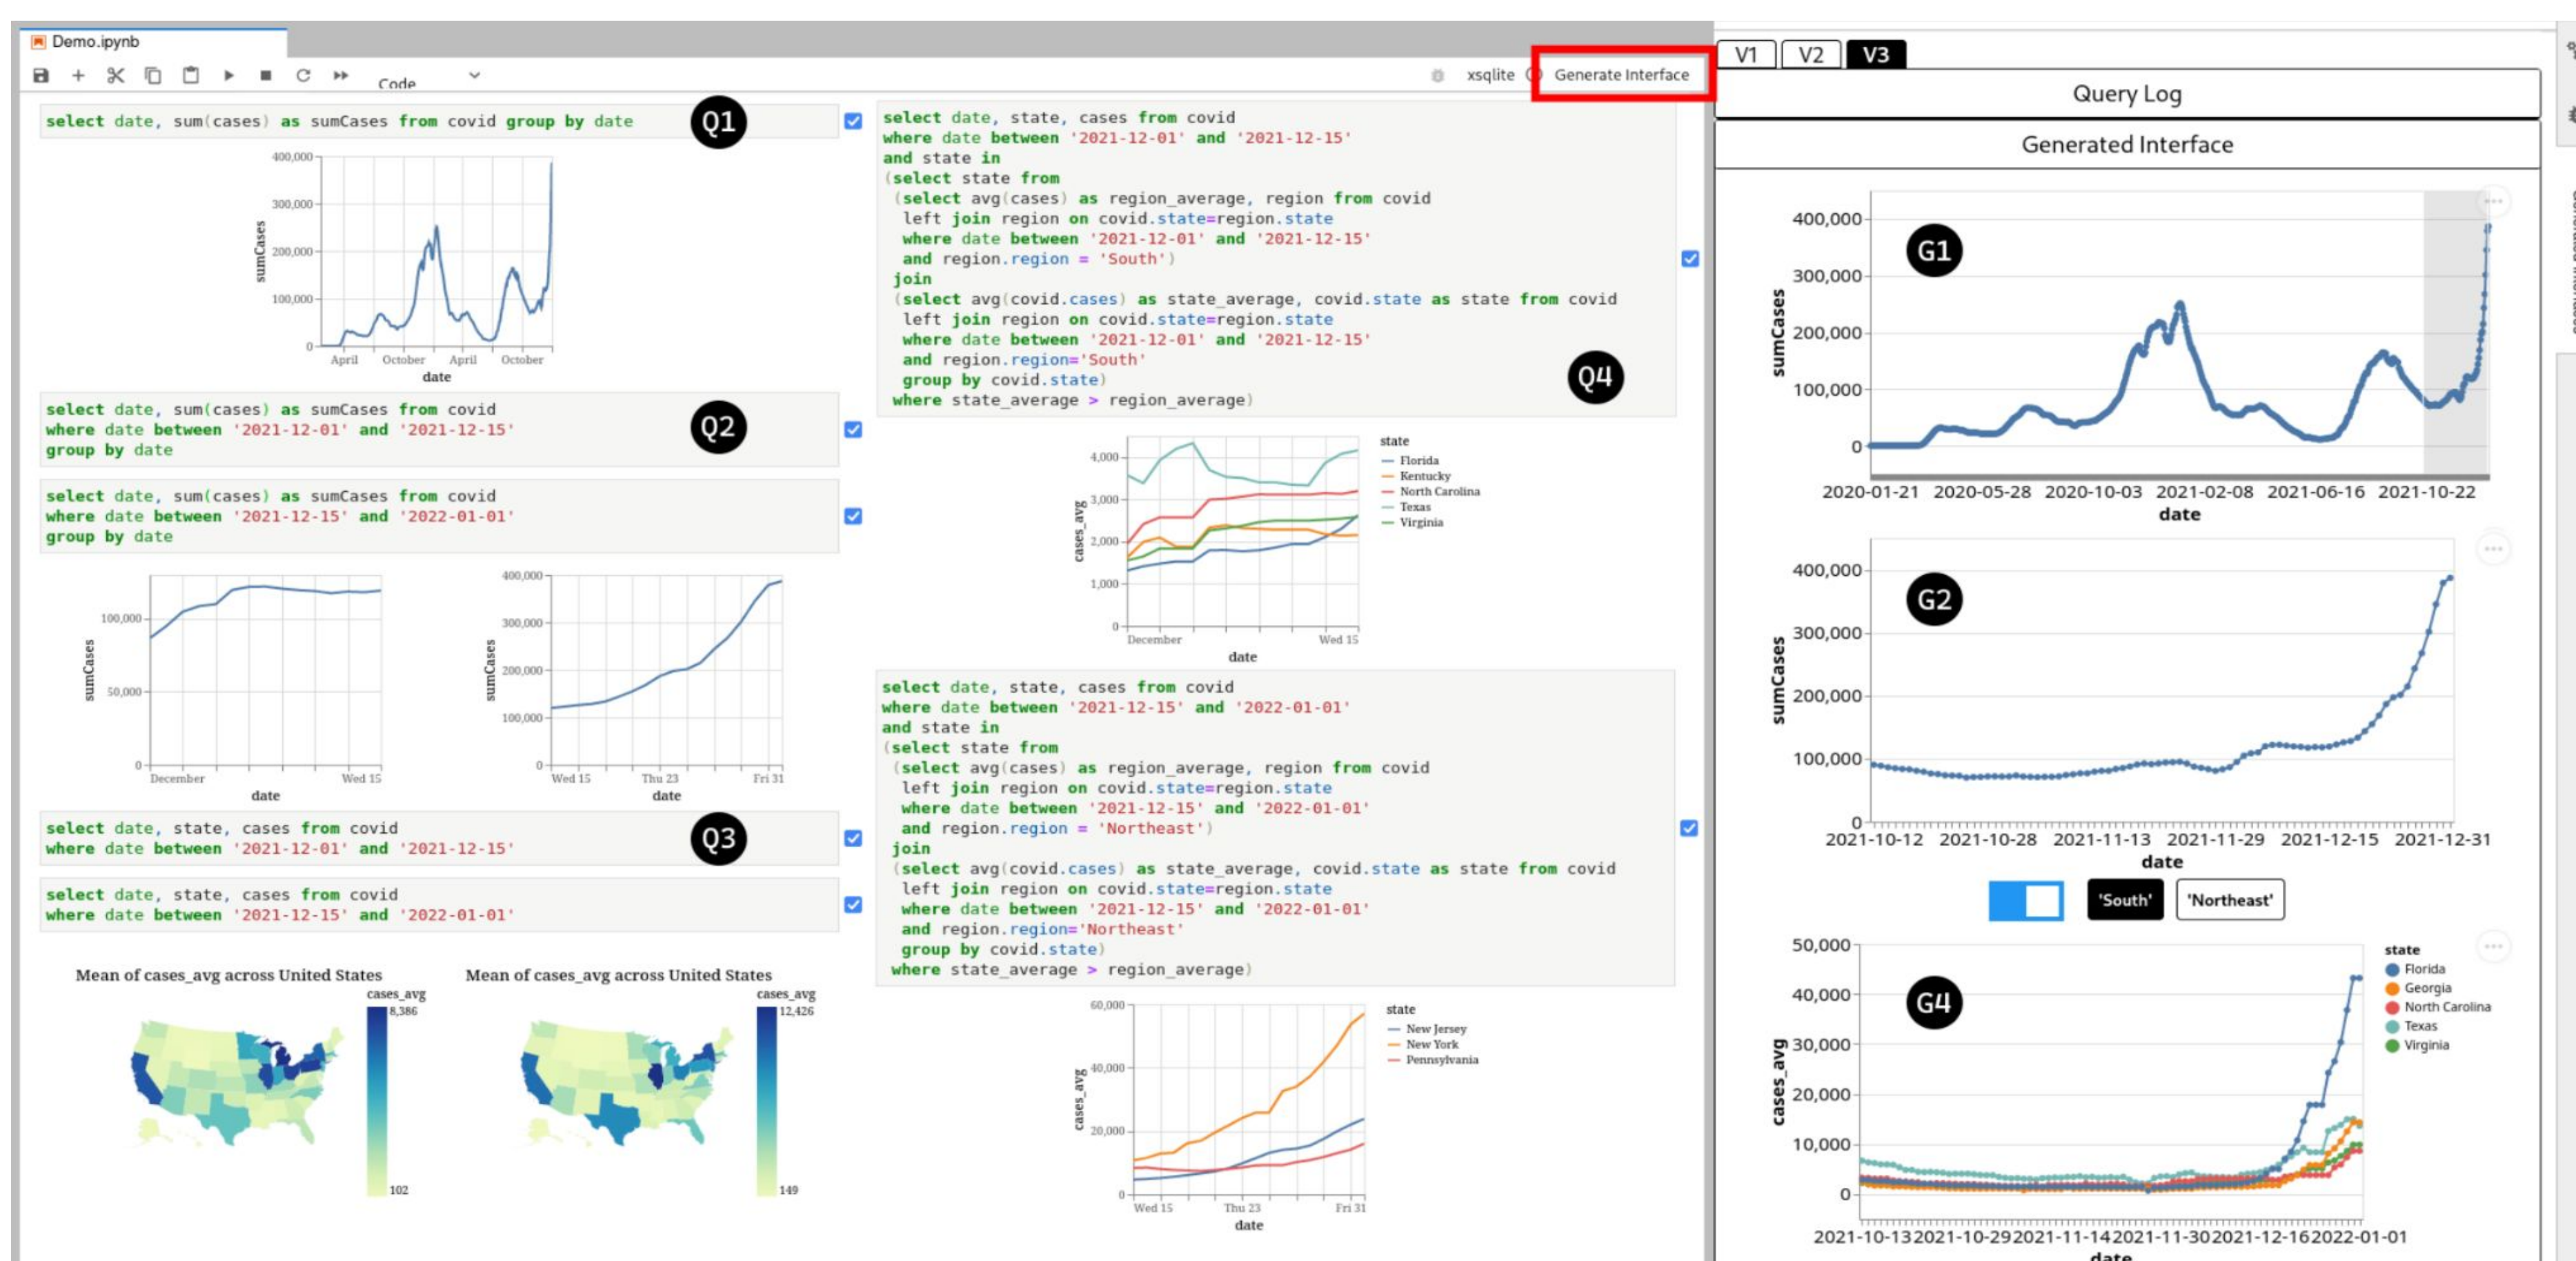 Demo.ipynb
Code
xsqlite
Generate Interface
select date, sum(cases) as sumCases from covid group by date
Q1
400,000
300,000
200,000
100,000
0
sumCases
April October April October
date
select date, sum(cases) as sumCases from covid
where date between '2021-12-01' and '2021-12-15'
group by date
Q2
select date, sum(cases) as sumCases from covid
where date between '2021-12-15' and '2022-01-01'
group by date
100,000
50,000
0
sumCases
December Wed 15
date
400,000
300,000
200,000
100,000
0
sumCases
Wed 15 Thu 23 Fri 31
date
select date, state, cases from covid
where date between '2021-12-01' and '2021-12-15'
Q3
select date, state, cases from covid
where date between '2021-12-15' and '2022-01-01'
Mean of cases_avg across United States
cases_avg
8,386
102
Mean of cases_avg across United States
cases_avg
12,426
149
select date, state, cases from covid
where date between '2021-12-01' and '2021-12-15'
and state in
(select state from
(select avg(cases) as region_average, region from covid
left join region on covid.state=region.state
where date between '2021-12-01' and '2021-12-15'
and region.region = 'South')
join
(select avg(covid.cases) as state_average, covid.state as state from covid
left join region on covid.state=region.state
where date between '2021-12-01' and '2021-12-15'
and region.region='South'
group by covid.state)
where state_average > region_average)
Q4
4,000
3,000
2,000
1,000
0
cases_avg
December Wed 15
date
state
Florida
Kentucky
North Carolina
Texas
Virginia
select date, state, cases from covid
where date between '2021-12-15' and '2022-01-01'
and state in
(select state from
(select avg(cases) as region_average, region from covid
left join region on covid.state=region.state
where date between '2021-12-15' and '2022-01-01'
and region.region = 'Northeast')
join
(select avg(covid.cases) as state_average, covid.state as state from covid
left join region on covid.state=region.state
where date between '2021-12-15' and '2022-01-01'
and region.region='Northeast'
group by covid.state)
where state_average > region_average)
60,000
40,000
20,000
0
cases_avg
Wed 15 Thu 23 Fri 31
date
state
New Jersey
New York
Pennsylvania
V1 V2 V3
Query Log
Generated Interface
G1
400,000
300,000
200,000
100,000
0
sumCases
2020-01-21 2020-05-28 2020-10-03 2021-02-08 2021-06-16 2021-10-22
date
G2
400,000
300,000
200,000
100,000
0
sumCases
2021-10-12 2021-10-28 2021-11-13 2021-11-29 2021-12-15 2021-12-31
date
'South' 'Northeast'
G4
50,000
40,000
30,000
20,000
10,000
0
cases_avg
2021-10-13 2021-10-29 2021-11-14 2021-11-30 2021-12-16 2022-01-01
date
state
Florida
Georgia
North Carolina
Texas
Virginia